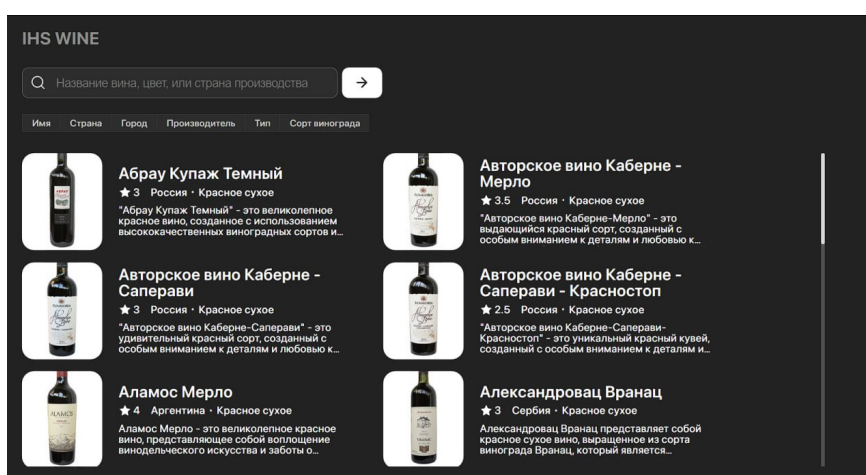 IHS WINE
Название вина, цвет, или страна производства
Имя Страна Город Производитель Тип Сорт винограда
Абрау Купаж Темный
3 Россия · Красное сухое
"Абрау Купаж Темный" - это великолепное
красное вино, созданное с использованием
высококачественных виноградных сортов и...
Авторское вино Каберне -
Мерло
3.5 Россия · Красное сухое
"Авторское вино Каберне-Мерло" - это
выдающийся красный сорт, созданный с
особым вниманием к деталям и любовью к...
Авторское вино Каберне -
Саперави
3 Россия · Красное сухое
"Авторское вино Каберне-Саперави" - это
удивительный красный сорт, созданный с
особым вниманием к деталям и любовью к...
Авторское вино Каберне -
Саперави - Красностоп
2.5 Россия · Красное сухое
"Авторское вино Каберне-Саперави-
Красностоп" - это уникальный красный кувей,
созданный с особым вниманием к деталям и...
ALAMOS
Аламос Мерло
4 Аргентина · Красное сухое
Аламос Мерло - это великолепное красное
вино, представляющее собой воплощение
винодельческого искусства и заботы о...
Александровац Вранац
3 Сербия · Красное сухое
Александровац Вранац представляет собой
красное сухое вино, выращенное из сорта
винограда Вранац, который является...